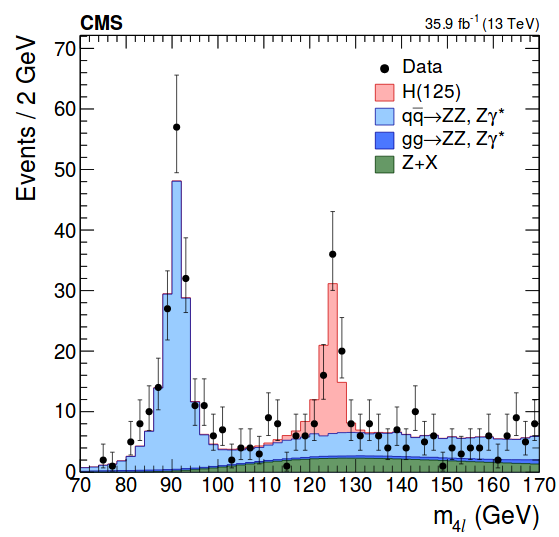 CMS 35.9 fb⁻¹ (13 TeV)
Events / 2 GeV
70
60
50
40
30
20
10
0
Data
H(125)
qq̅→ZZ, Zγ*
gg→ZZ, Zγ*
Z+X
70 80 90 100 110 120 130 140 150 160 170
m4l (GeV)